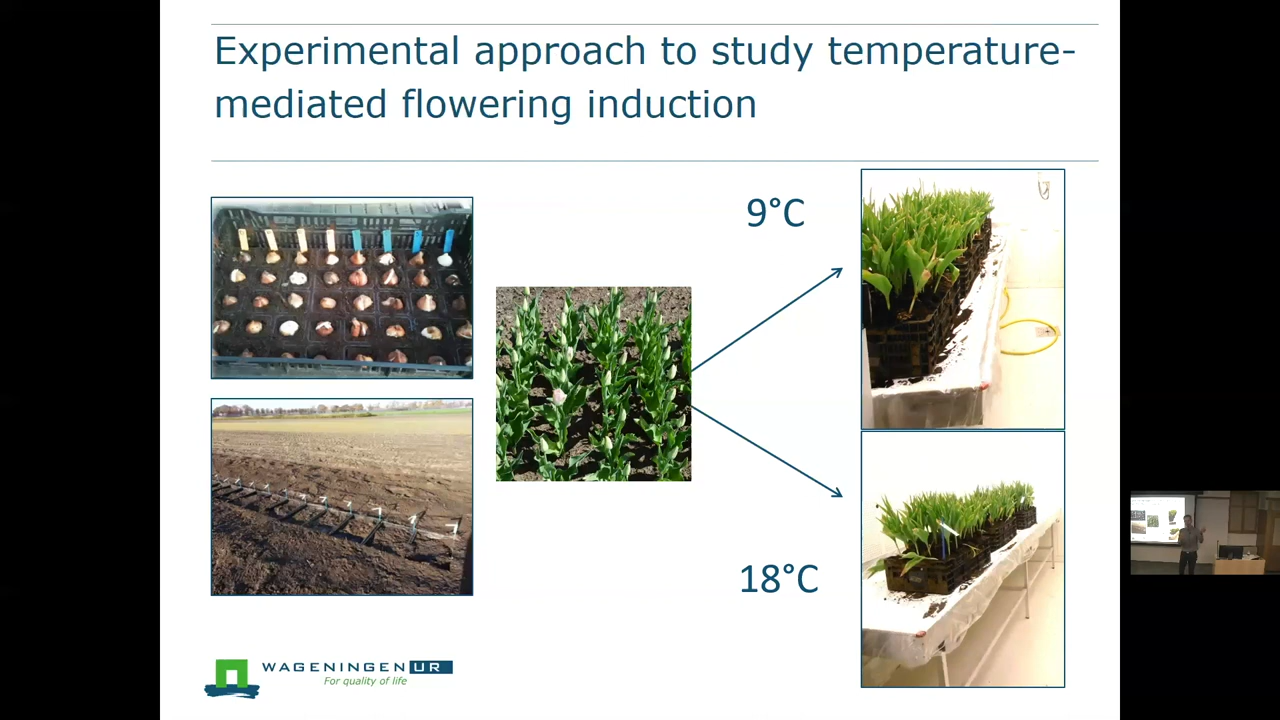 Experimental approach to study temperature-
mediated flowering induction
9°C
18°C
WAGENINGEN UR
For quality of life